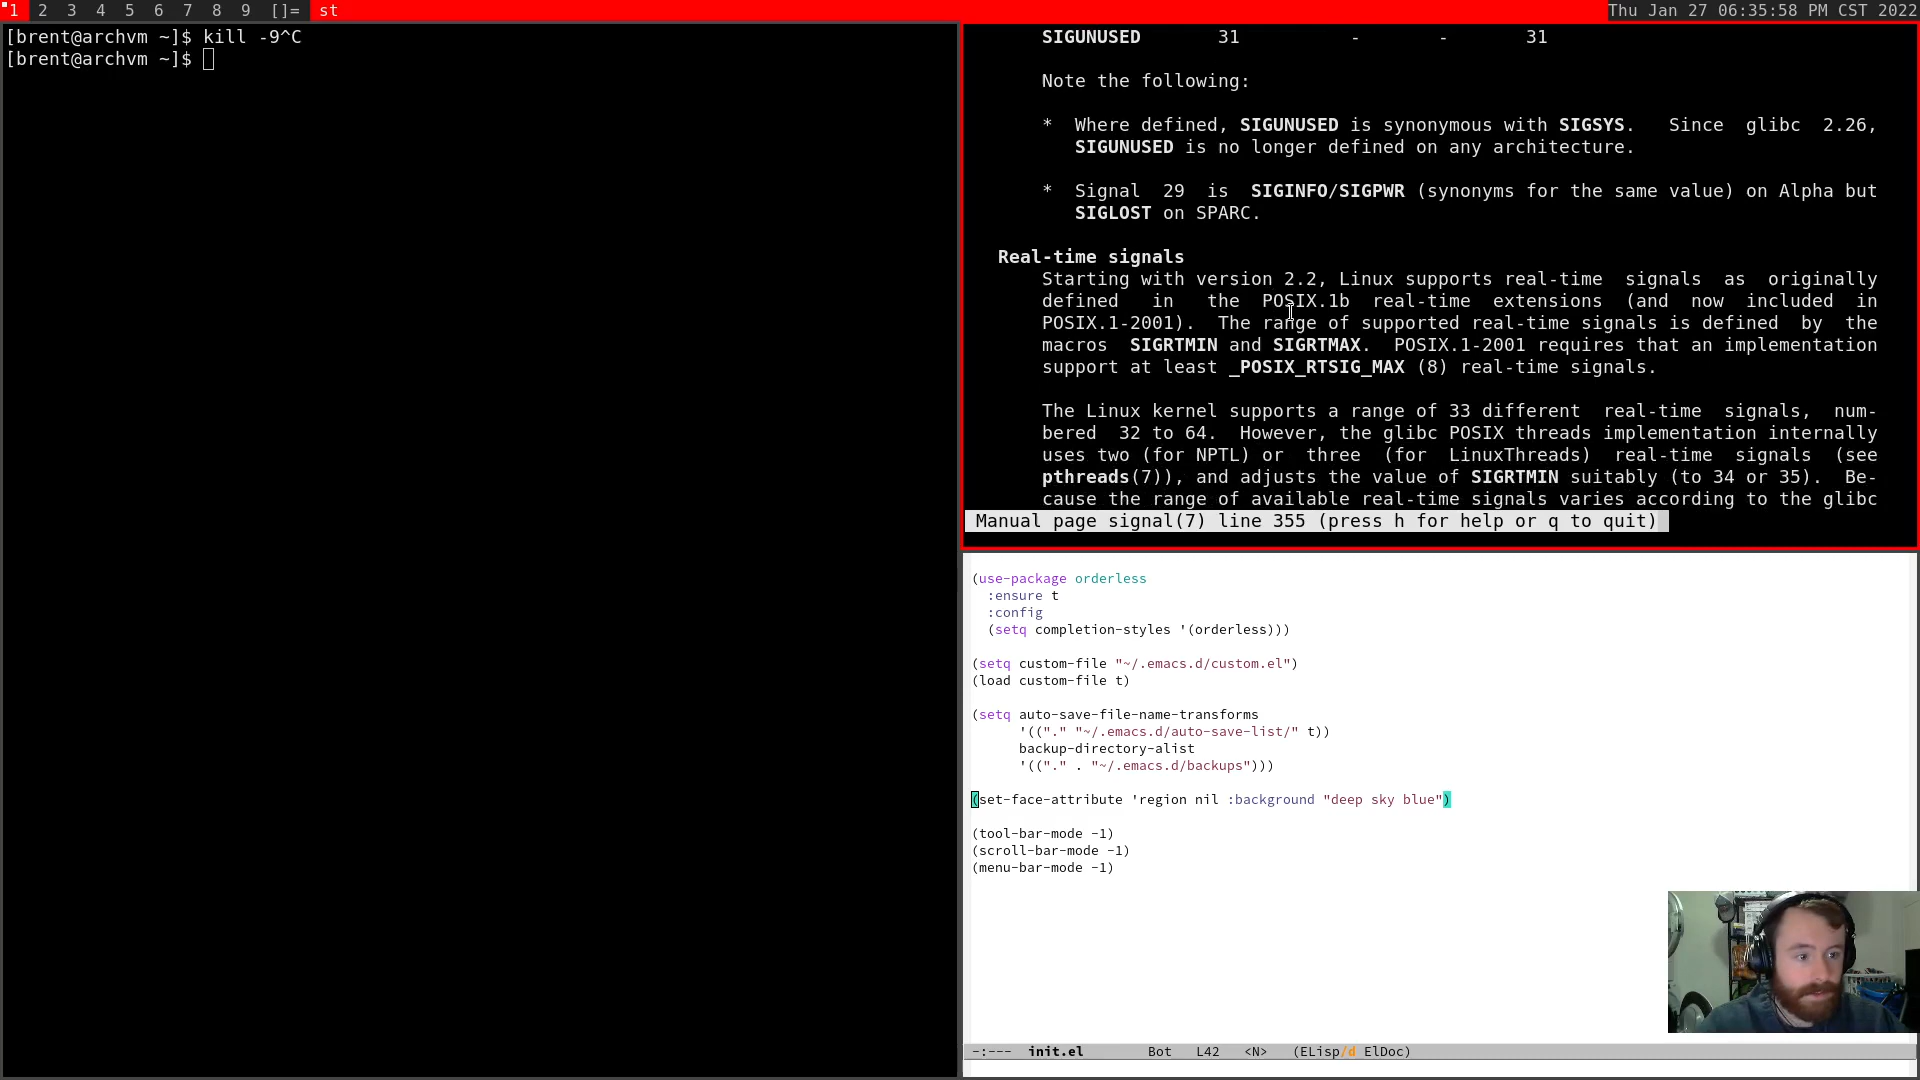 1 2 3 4 5 6 7 8 9 []= st Thu Jan 27 06:35:58 PM CST 2022
[brent@archvm ~]$ kill -9^C
[brent@archvm ~]$
SIGUNUSED 31 - - 31
Note the following:
* Where defined, SIGUNUSED is synonymous with SIGSYS. Since glibc 2.26,
SIGUNUSED is no longer defined on any architecture.
* Signal 29 is SIGINFO/SIGPWR (synonyms for the same value) on Alpha but
SIGLOST on SPARC.
Real-time signals
Starting with version 2.2, Linux supports real-time signals as originally
defined in the POSIX.1b real-time extensions (and now included in
POSIX.1-2001). The range of supported real-time signals is defined by the
macros SIGRTMIN and SIGRTMAX. POSIX.1-2001 requires that an implementation
support at least _POSIX_RTSIG_MAX (8) real-time signals.
The Linux kernel supports a range of 33 different real-time signals, num-
bered 32 to 64. However, the glibc POSIX threads implementation internally
uses two (for NPTL) or three (for LinuxThreads) real-time signals (see
pthreads(7)), and adjusts the value of SIGRTMIN suitably (to 34 or 35). Be-
cause the range of available real-time signals varies according to the glibc
Manual page signal(7) line 355 (press h for help or q to quit)
(use-package orderless
:ensure t
:config
(setq completion-styles '(orderless)))
(setq custom-file "~/.emacs.d/custom.el")
(load custom-file t)
(setq auto-save-file-name-transforms
'(("." "~/.emacs.d/auto-save-list/" t))
backup-directory-alist
'(("." . "~/.emacs.d/backups")))
(set-face-attribute 'region nil :background "deep sky blue")
(tool-bar-mode -1)
(scroll-bar-mode -1)
(menu-bar-mode -1)
-:--- init.el Bot L42 <N> (ELisp/d ElDoc)